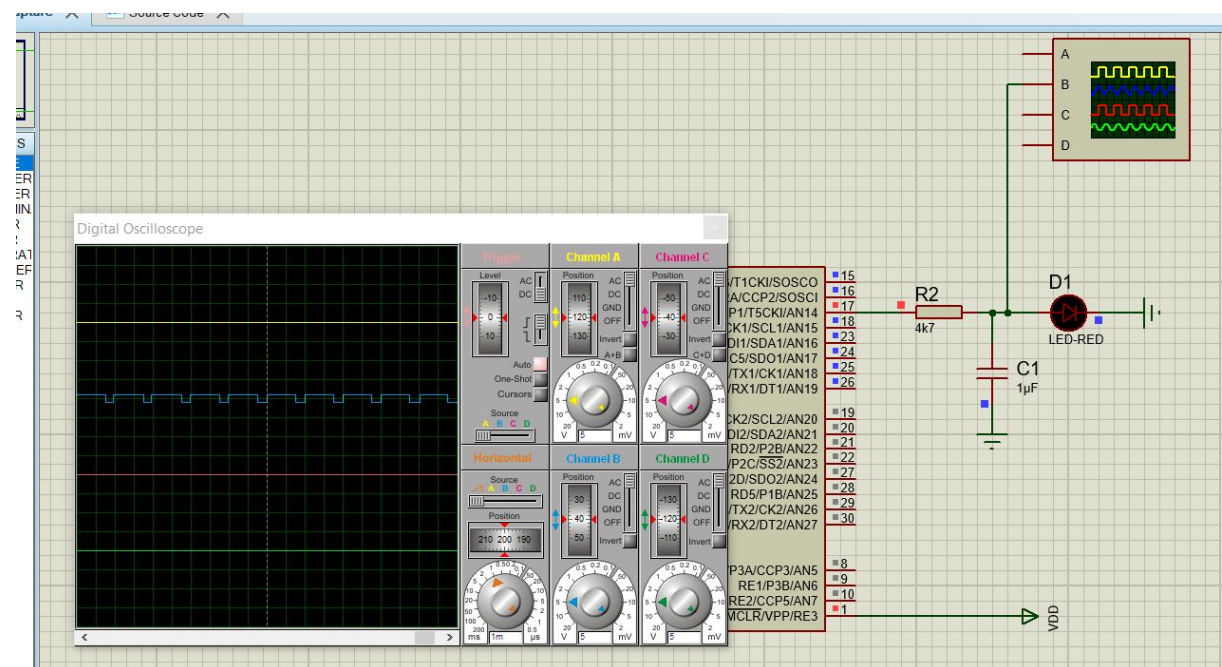 Source Code
Digital Oscilloscope
Trigger
Level
-10
0
10
AC
DC
Auto
One-Shot
Cursors
Source
A B C D
Channel A
Position
110
120
130
AC
DC
GND
OFF
Invert
A+B
V
5
mV
Channel C
Position
-50
-40
-30
AC
DC
GND
OFF
Invert
C+D
V
5
mV
Horizontal
Source
A B C D
Position
210 200 190
ms
1m
µs
Channel B
Position
30
40
50
AC
DC
GND
OFF
Invert
V
5
mV
Channel D
Position
-130
-120
-110
AC
DC
GND
OFF
Invert
V
5
mV
/T1CKI/SOSCO
15
A/CCP2/SOSCI
16
P1/T5CKI/AN14
17
CK1/SCL1/AN15
18
DI1/SDA1/AN16
23
C5/SDO1/AN17
24
/TX1/CK1/AN18
25
/RX1/DT1/AN19
26
CK2/SCL2/AN20
19
DI2/SDA2/AN21
20
RD2/P2B/AN22
21
/P2C/SS2/AN23
22
2D/SDO2/AN24
27
RD5/P1B/AN25
28
/TX2/CK2/AN26
29
/RX2/DT2/AN27
30
/P3A/CCP3/AN5
8
RE1/P3B/AN6
9
RE2/CCP5/AN7
10
MCLR/VPP/RE3
1
R2
4k7
C1
1µF
D1
LED-RED
VDD
A
B
C
D